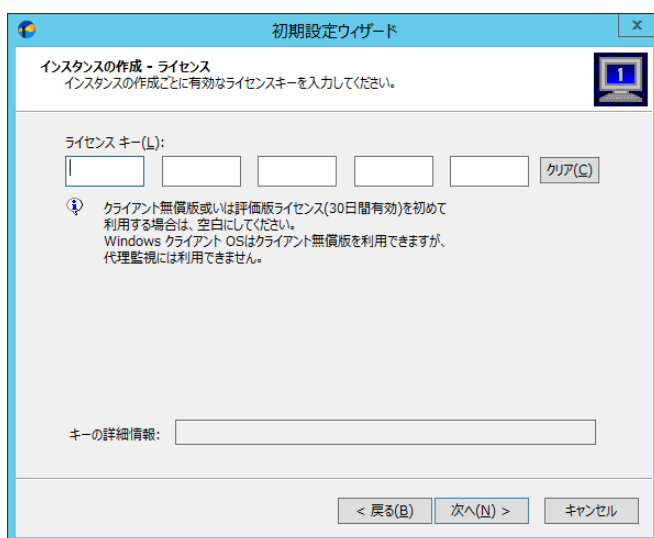 初期設定ウィザード
x
インスタンスの作成 - ライセンス
インスタンスの作成ごとに有効なライセンスキーを入力してください。
1
ライセンス キー(L):
クリア(C)
クライアント無償版或いは評価版ライセンス(30日間有効)を初めて
利用する場合は、空白にしてください。
Windows クライアント OSはクライアント無償版を利用できますが、
代理監視には利用できません。
キーの詳細情報:
< 戻る(B)
次へ(N) >
キャンセル